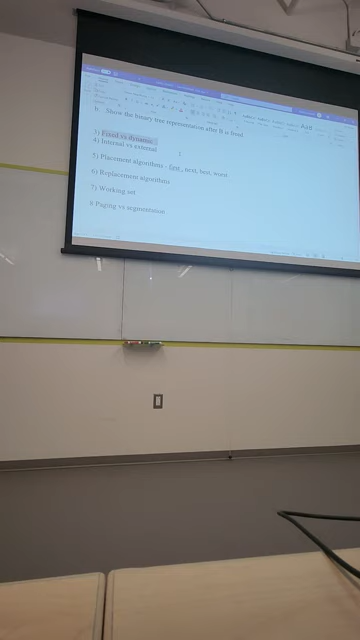 b. Show the binary tree representation after B is freed
3) Fixed vs dynamic
4) Internal vs external
5) Placement algorithms - first, next, best, worst
6) Replacement algorithms
7) Working set
8 Paging vs segmentation